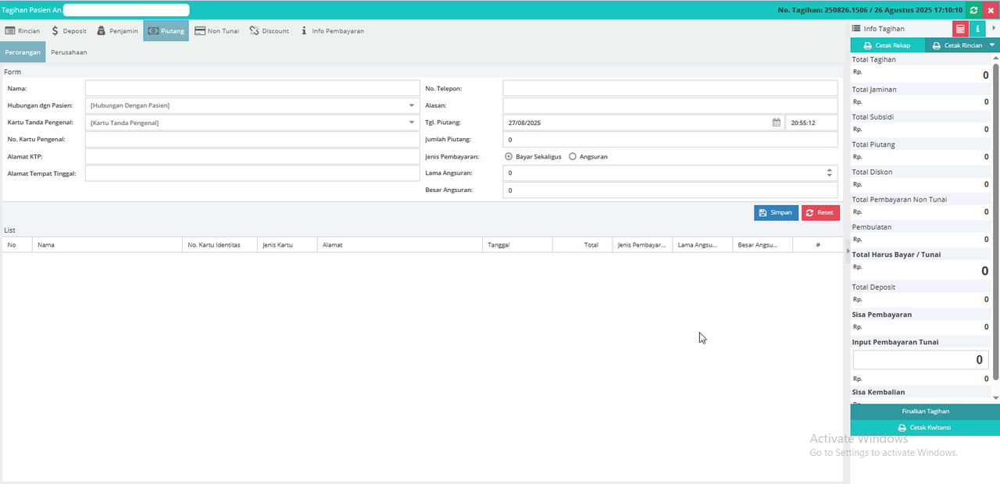 Tagihan Pasien An.
No. Tagihan: 250826.1506 / 26 Agustus 2025 17:10:10
Rincian Deposit Penjamin Piutang Non Tunai Discount Info Pembayaran
Perorangan Perusahaan
Form
Nama:
Hubungan dgn Pasien: [Hubungan Dengan Pasien]
Kartu Tanda Pengenal: [Kartu Tanda Pengenal]
No. Kartu Pengenal:
Alamat KTP:
Alamat Tempat Tinggal:
No. Telepon:
Alasan:
Tgl. Piutang: 27/08/2025 20:55:12
Jumlah Piutang: 0
Jenis Pembayaran: Bayar Sekaligus Angsuran
Lama Angsuran: 0
Besar Angsuran: 0
Simpan Reset
List
No Nama No. Kartu Identitas Jenis Kartu Alamat Tanggal Total Jenis Pembayar... Lama Angsu... Besar Angsu... #
Info Tagihan
Cetak Rekap Cetak Rincian
Total Tagihan
Rp. 0
Total Jaminan
Rp. 0
Total Subsidi
Rp. 0
Total Piutang
Rp. 0
Total Diskon
Rp. 0
Total Pembayaran Non Tunai
Rp. 0
Pembulatan
Rp. 0
Total Harus Bayar / Tunai
Rp. 0
Total Deposit
Rp. 0
Sisa Pembayaran
Rp. 0
Input Pembayaran Tunai
0
Rp. 0
Sisa Kembalian
Finalkan Tagihan
Cetak Kwitansi
Activate Windows
Go to Settings to activate Windows.